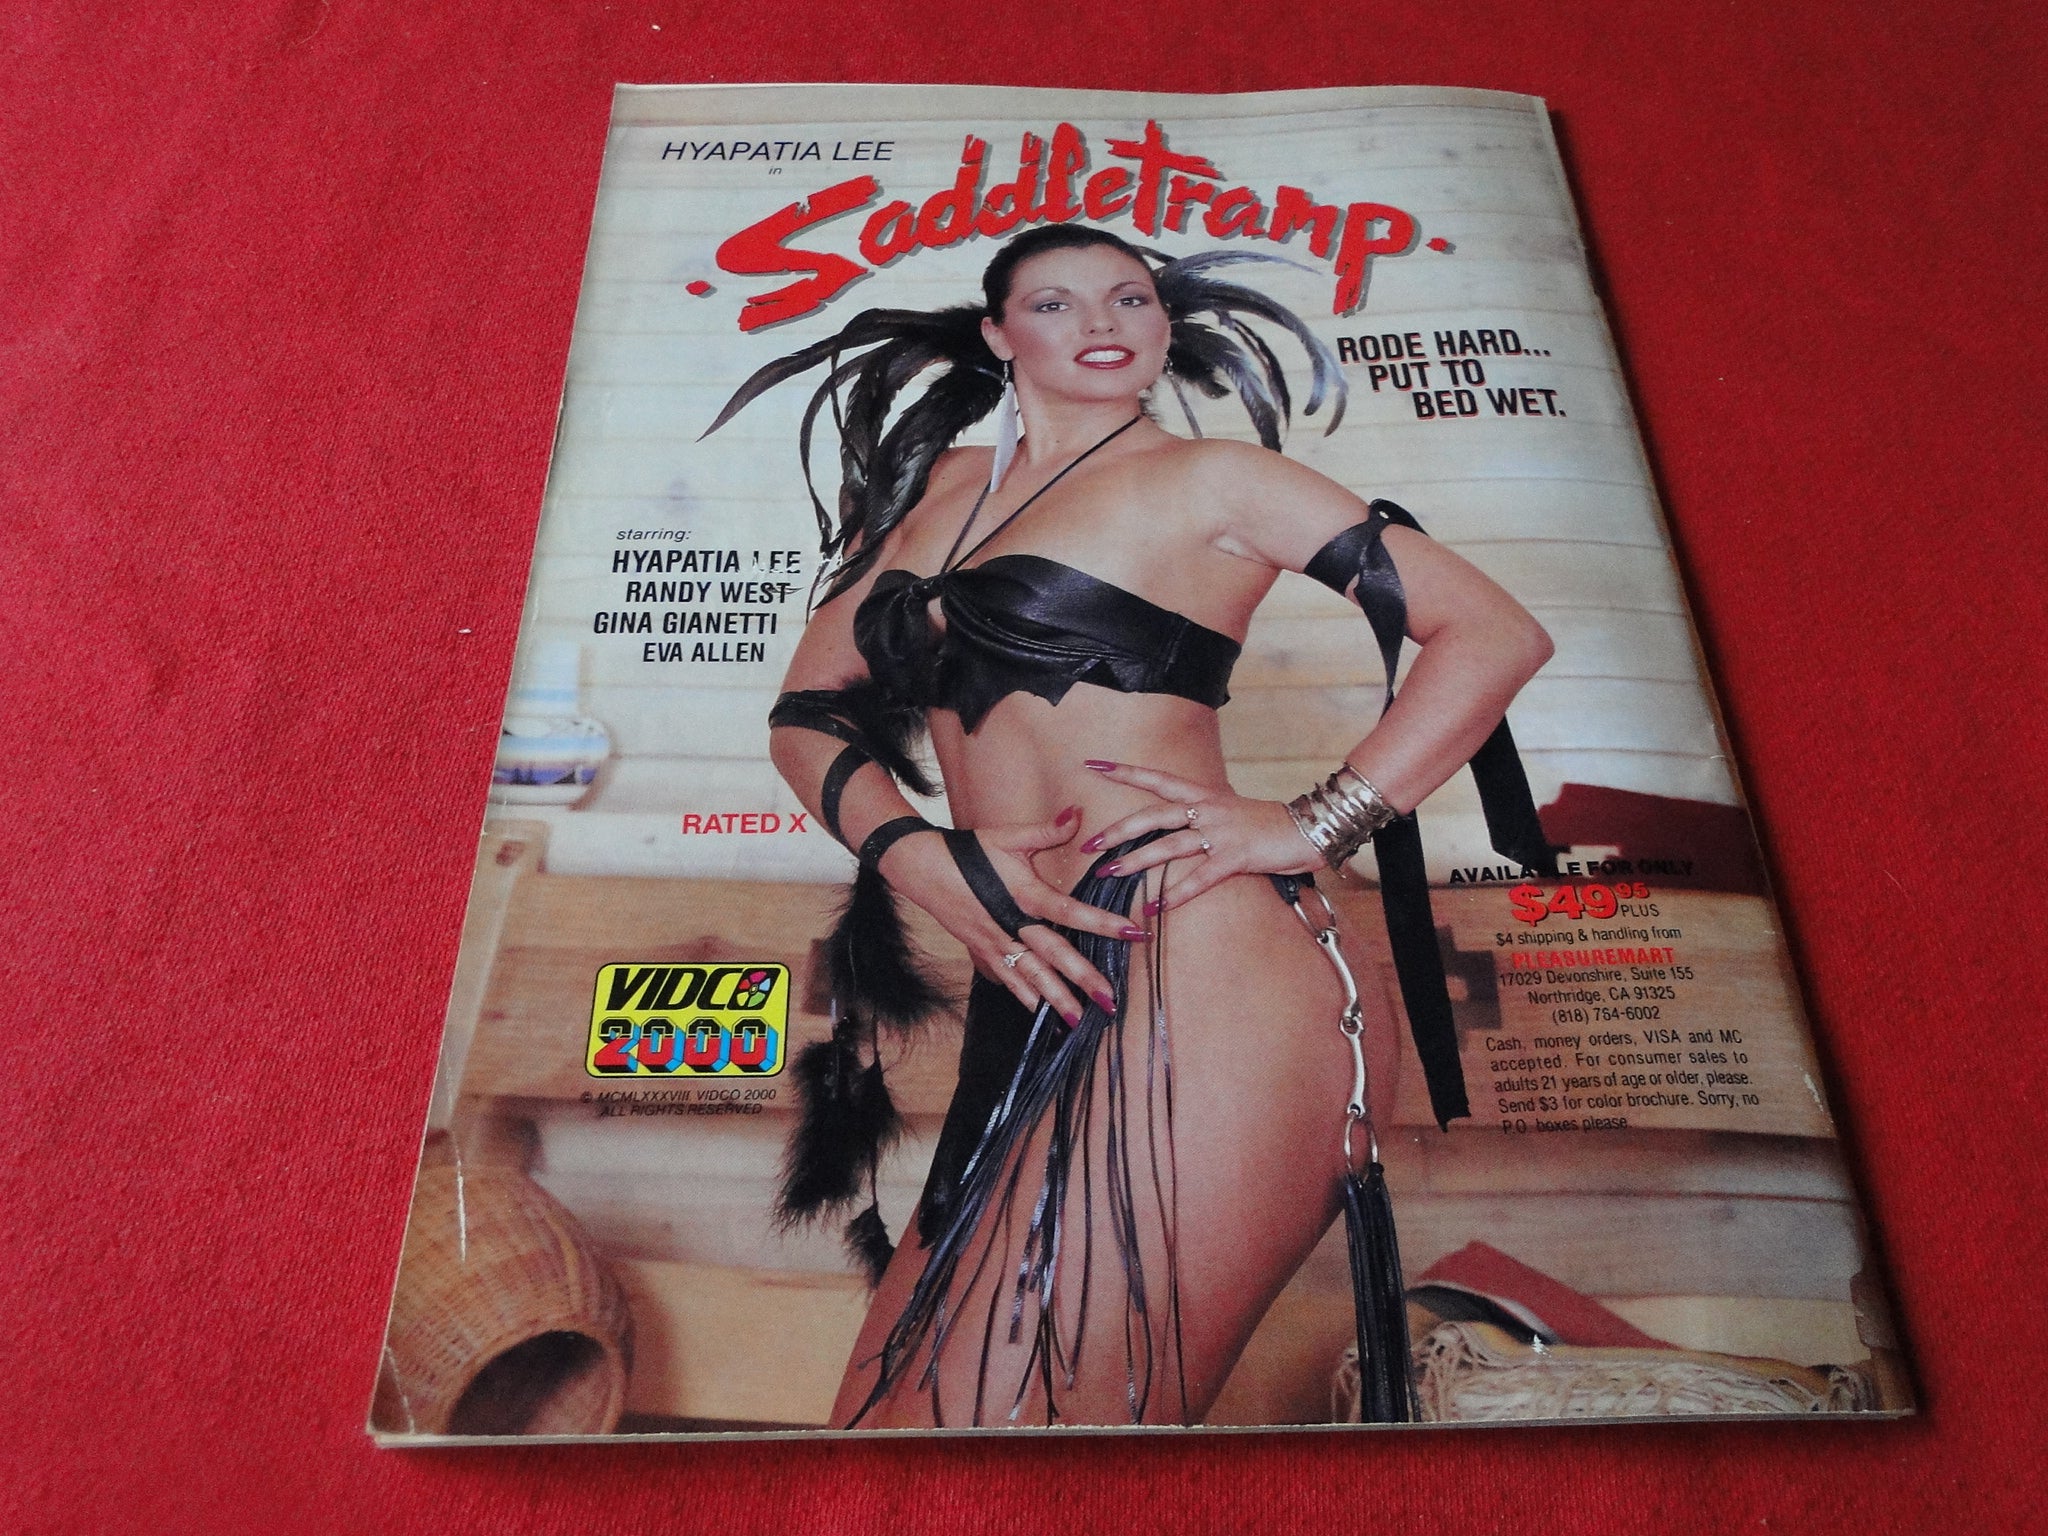 HYAPATIA LEE
in
·Saddletramp·
RODE HARD...
PUT TO
BED WET.
starring:
HYAPATIA LEE
RANDY WEST
GINA GIANETTI
EVA ALLEN
RATED X
VIDCO
2000
© MCMLXXXVIII VIDCO 2000
ALL RIGHTS RESERVED
AVAILABLE FOR ONLY
$49.95 PLUS
$4 shipping & handling from
PLEASUREMART
17029 Devonshire, Suite 155
Northridge, CA 91325
(818) 764-6002
Cash, money orders, VISA and MC
accepted. For consumer sales to
adults 21 years of age or older, please.
Send $3 for color brochure. Sorry, no
P.O. boxes please